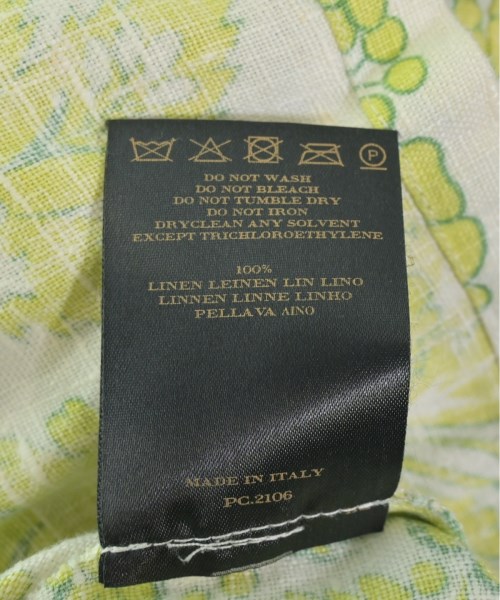 P
DO NOT WASH
DO NOT BLEACH
DO NOT TUMBLE DRY
DO NOT IRON
DRYCLEAN ANY SOLVENT
EXCEPT TRICHLOROETHYLENE
100%
LINEN LEINEN LIN LINO
LINNEN LINNE LINHO
PELLAVA ΛΙΝΟ
MADE IN ITALY
PC.2106